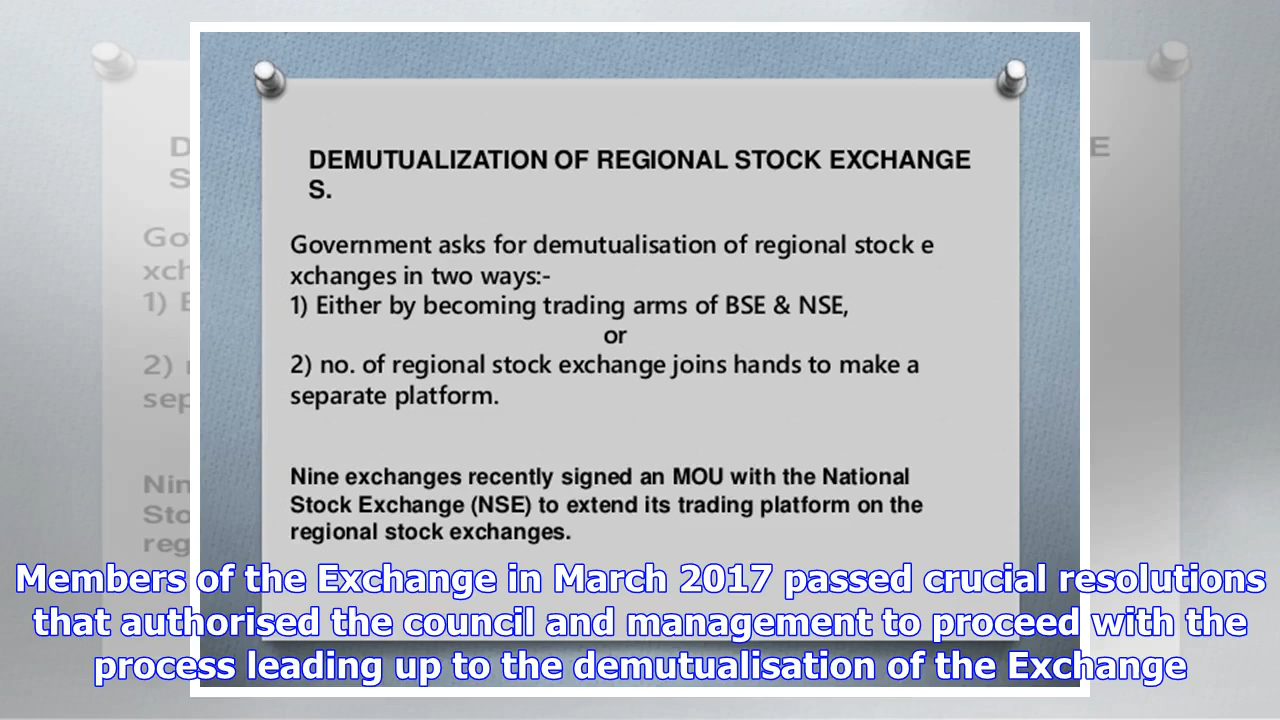 DEMUTUALIZATION OF REGIONAL STOCK EXCHANGE
S.
Government asks for demutualisation of regional stock e
xchanges in two ways:-
1) Either by becoming trading arms of BSE & NSE,
or
2) no. of regional stock exchange joins hands to make a
separate platform.
Nine exchanges recently signed an MOU with the National
Stock Exchange (NSE) to extend its trading platform on the
regional stock exchanges.
Members of the Exchange in March 2017 passed crucial resolutions
that authorised the council and management to proceed with the
process leading up to the demutualisation of the Exchange